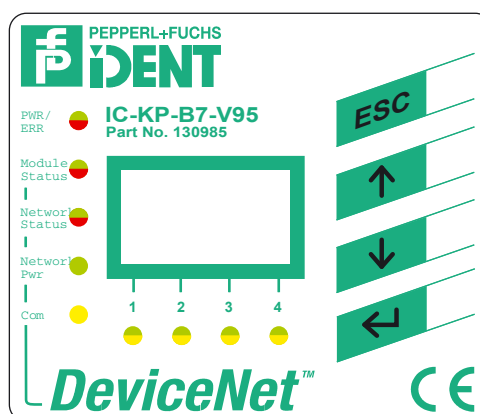 PEPPERL+FUCHS
IDENT
IC-KP-B7-V95
Part No. 130985
PWR/
ERR
Module
Status
Network
Status
Network
Pwr
Com
ESC
1 2 3 4
DeviceNet™
CE